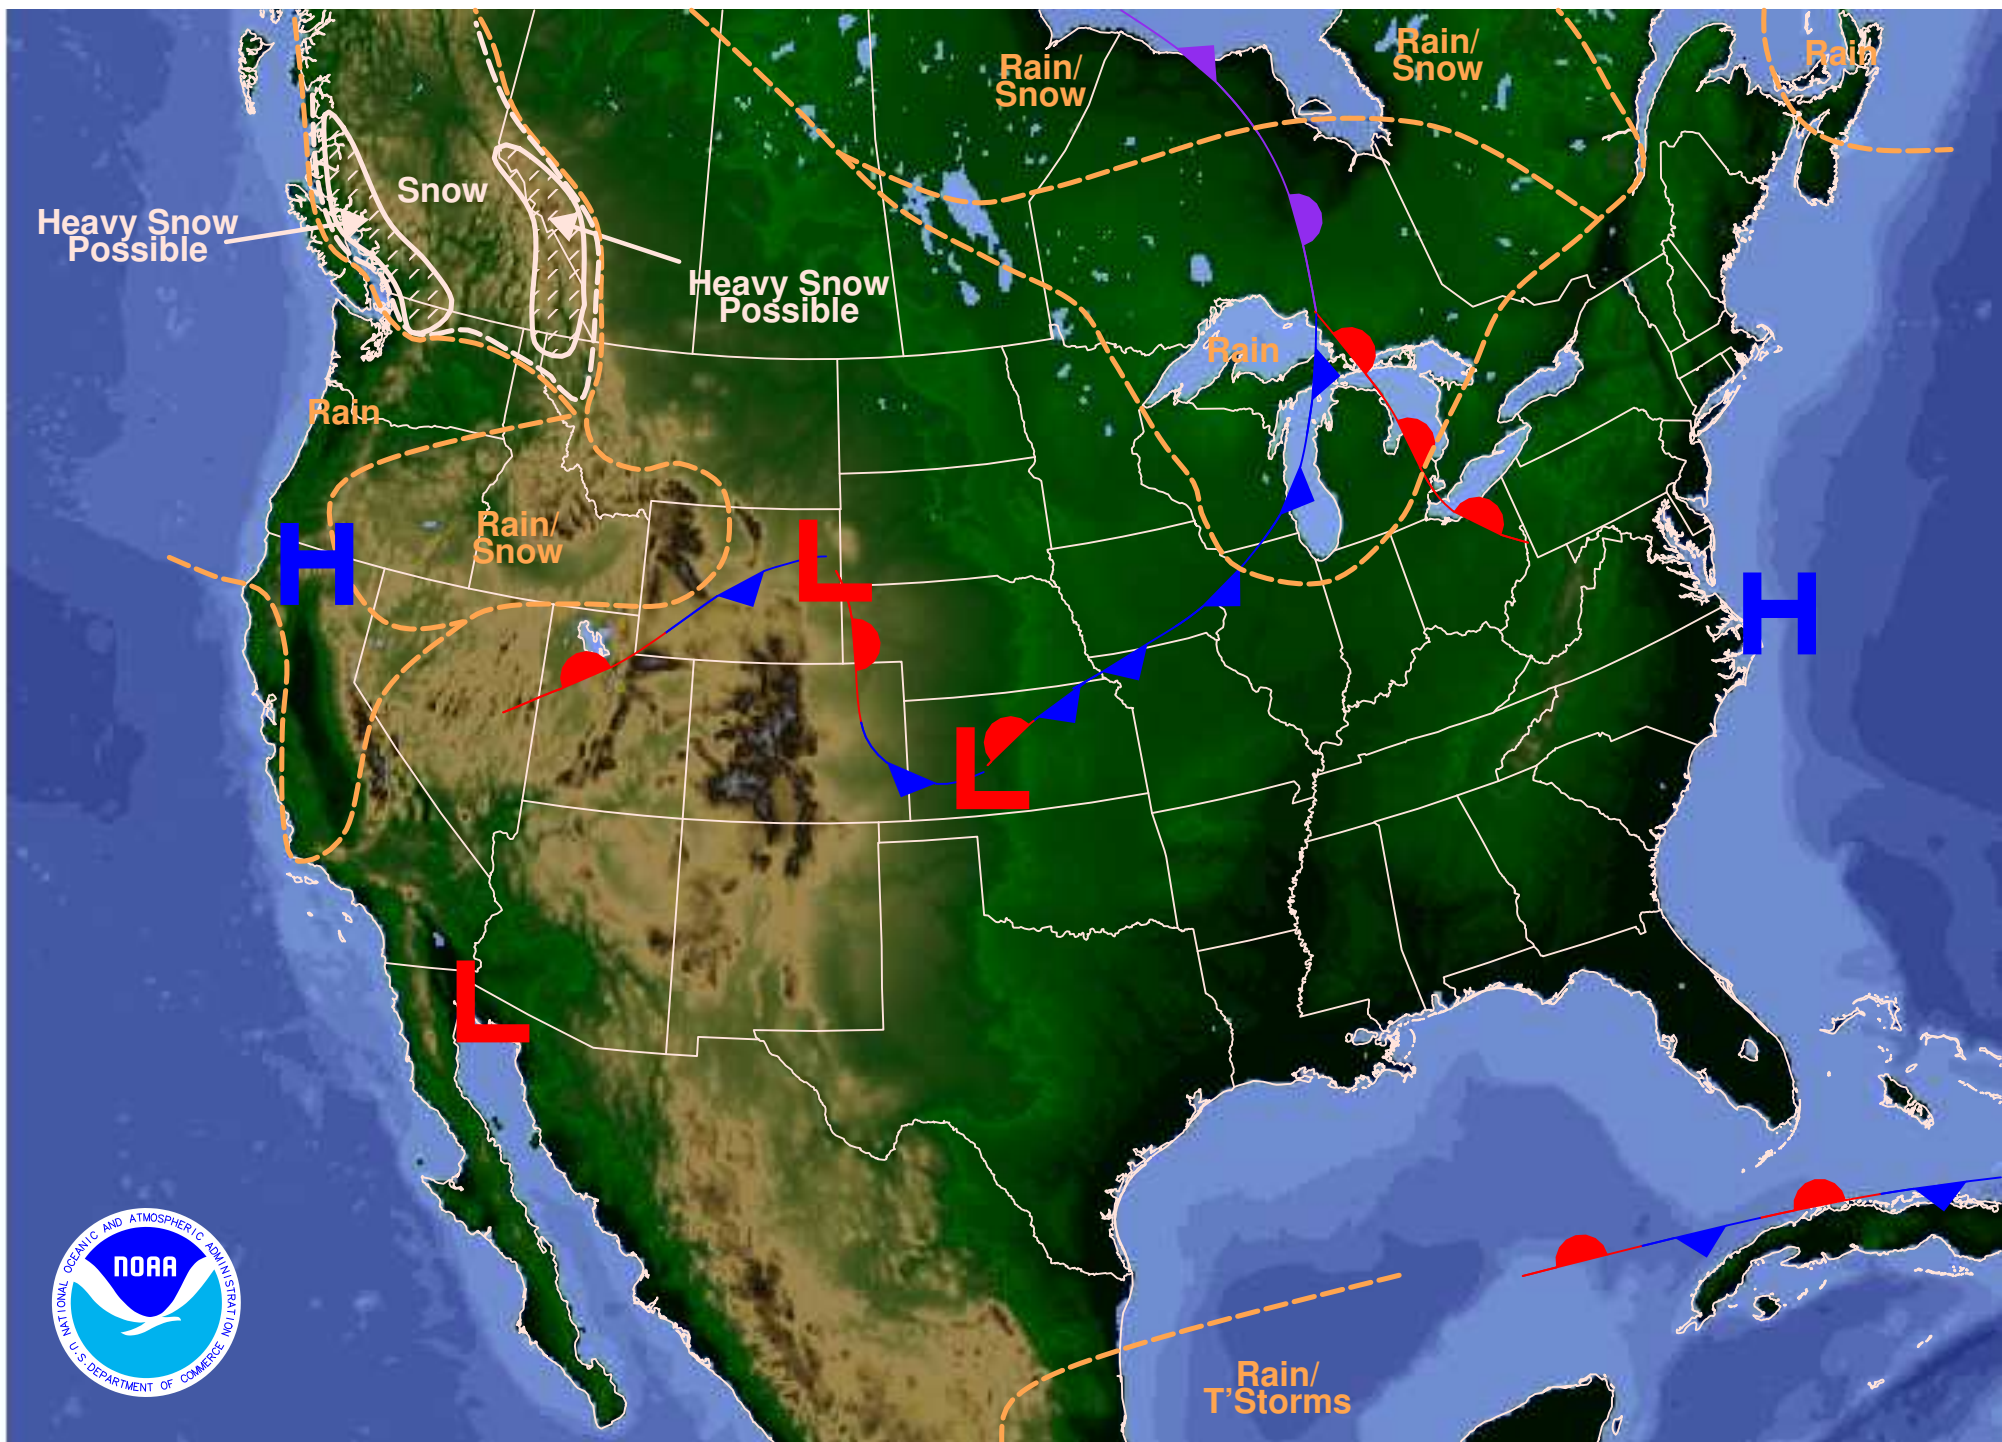 Rain/
Snow
Rain/
Snow
Rain
Snow
Heavy Snow
Possible
Heavy Snow
Possible
Rain
Rain
Rain/
Snow
H
L
H
L
L
Rain/
T'Storms
NATIONAL OCEANIC AND ATMOSPHERIC ADMINISTRATION
NOAA
U.S. DEPARTMENT OF COMMERCE